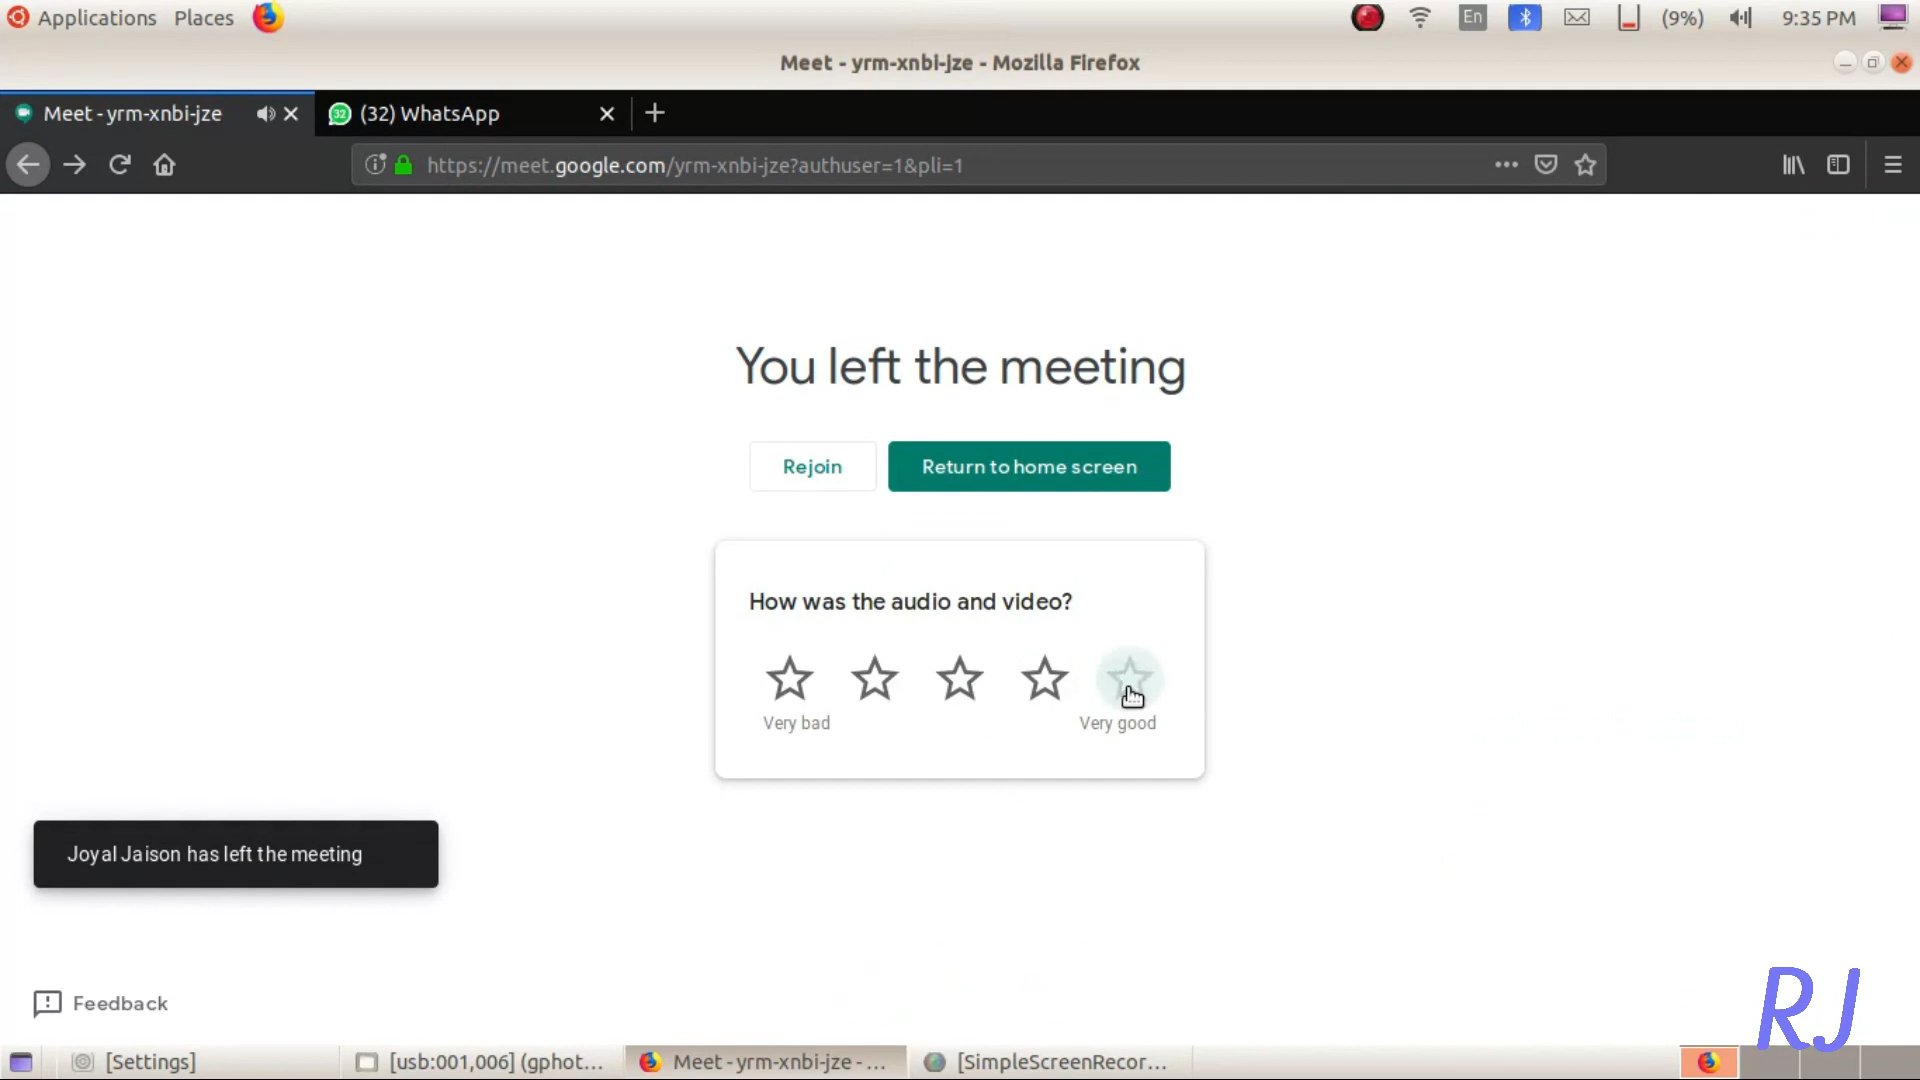 Applications Places En (9%) 9:35 PM
Meet - yrm-xnbi-jze - Mozilla Firefox
Meet - yrm-xnbi-jze 32 (32) WhatsApp
https://meet.google.com/yrm-xnbi-jze?authuser=1&pli=1
You left the meeting
Rejoin Return to home screen
How was the audio and video?
Very bad Very good
Joyal Jaison has left the meeting
Feedback
RJ
[Settings] [usb:001,006] (gphot... Meet - yrm-xnbi-jze -... [SimpleScreenRecor...